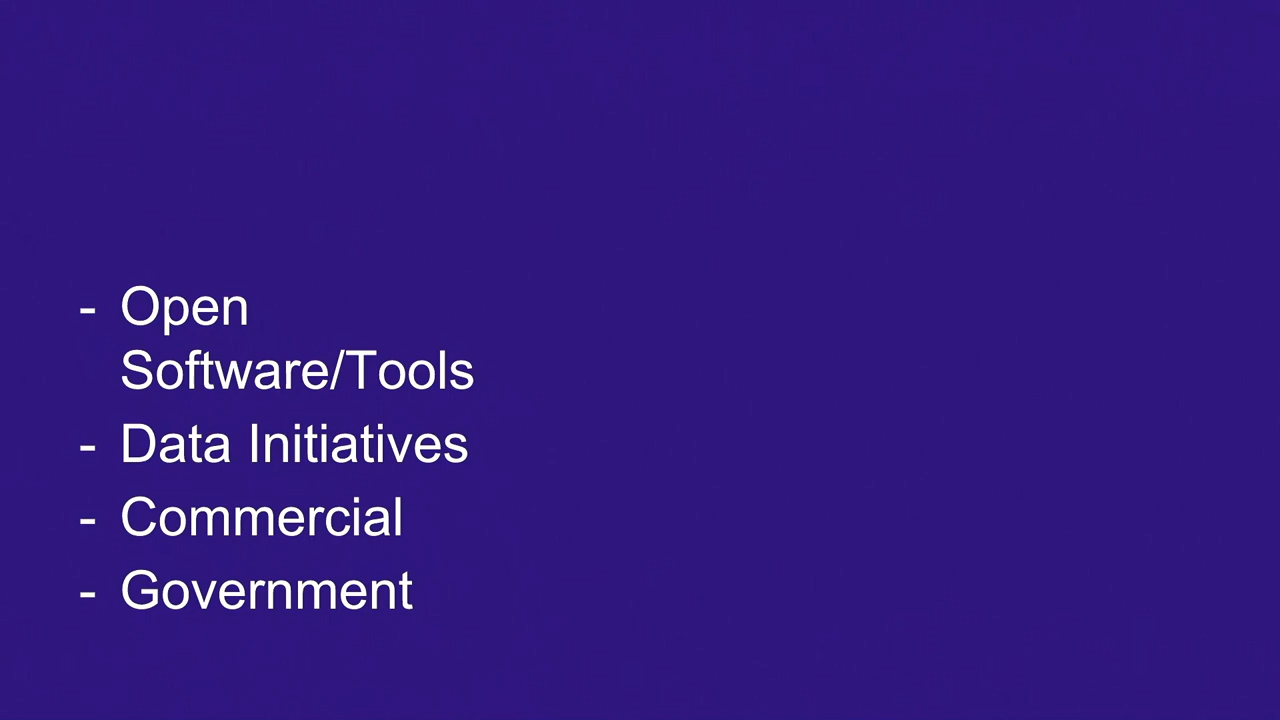 - Open
Software/Tools
- Data Initiatives
- Commercial
- Government